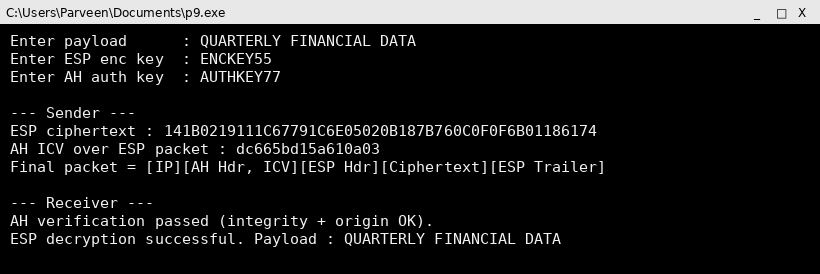 C:\Users\Parveen\Documents\p9.exe
Enter payload      : QUARTERLY FINANCIAL DATA
Enter ESP enc key  : ENCKEY55
Enter AH auth key  : AUTHKEY77
--- Sender ---
ESP ciphertext : 141B0219111C67791C6E05020B187B760C0F0F6B01186174
AH ICV over ESP packet : dc665bd15a610a03
Final packet = [IP][AH Hdr, ICV][ESP Hdr][Ciphertext][ESP Trailer]
--- Receiver ---
AH verification passed (integrity + origin OK).
ESP decryption successful. Payload : QUARTERLY FINANCIAL DATA